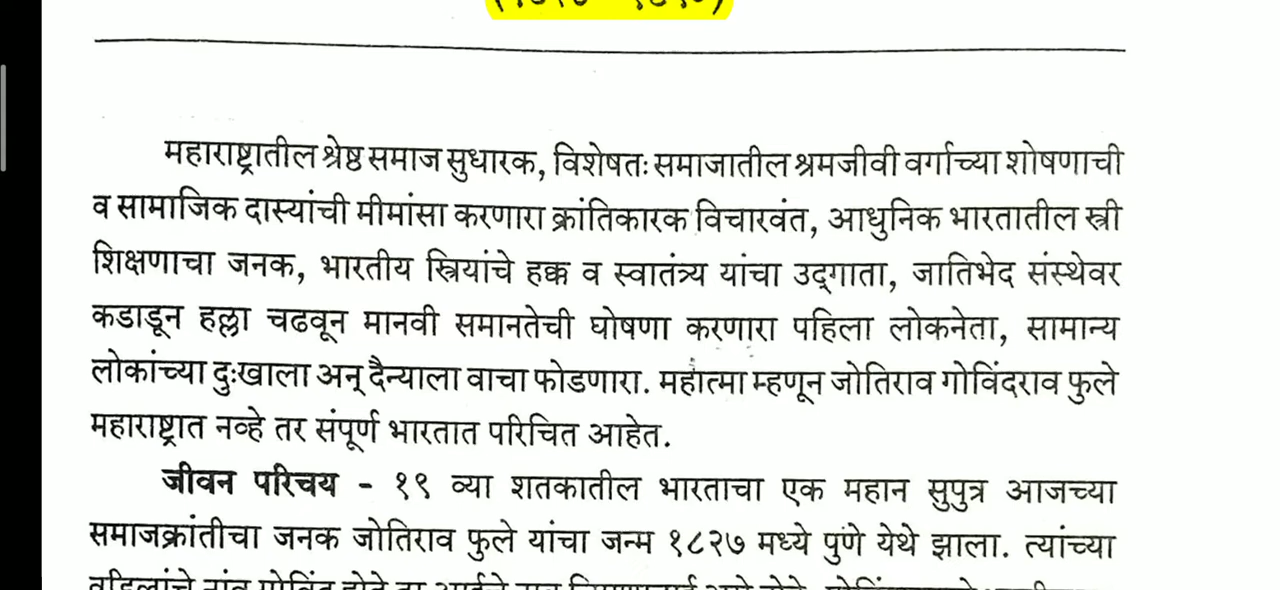 महाराष्ट्रातील श्रेष्ठ समाज सुधारक, विशेषतः समाजातील श्रमजीवी वर्गाच्या शोषणाची
व सामाजिक दास्यांची मीमांसा करणारा क्रांतिकारक विचारवंत, आधुनिक भारतातील स्त्री
शिक्षणाचा जनक, भारतीय स्त्रियांचे हक्क व स्वातंत्र्य यांचा उद्‌गाता, जातिभेद संस्थेवर
कडाडून हल्ला चढवून मानवी समानतेची घोषणा करणारा पहिला लोकनेता, सामान्य
लोकांच्या दुःखाला अन् दैन्याला वाचा फोडणारा. महात्मा म्हणून जोतिराव गोविंदराव फुले
महाराष्ट्रात नव्हे तर संपूर्ण भारतात परिचित आहेत.
जीवन परिचय - १९ व्या शतकातील भारताचा एक महान सुपुत्र आजच्या
समाजक्रांतीचा जनक जोतिराव फुले यांचा जन्म १८२७ मध्ये पुणे येथे झाला. त्यांच्या